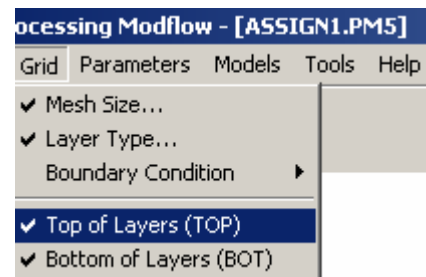 ocessing Modflow - [ASSIGN1.PM5]
Grid Parameters Models Tools Help
Mesh Size...
Layer Type...
Boundary Condition
Top of Layers (TOP)
Bottom of Layers (BOT)